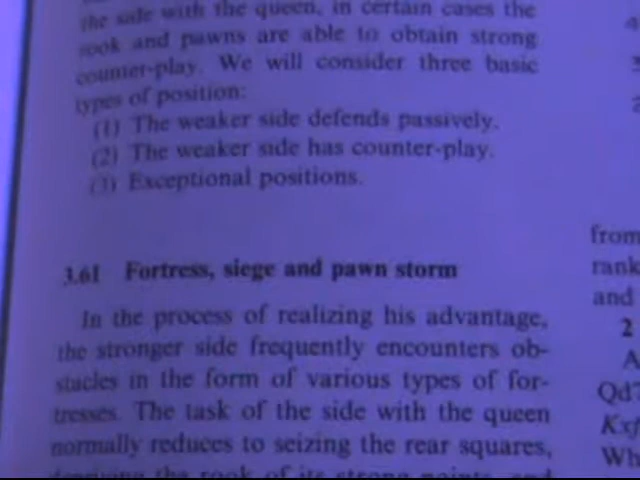 the side with the queen, in certain cases the
rook and pawns are able to obtain strong
counter-play. We will consider three basic
types of position:
(1) The weaker side defends passively.
(2) The weaker side has counter-play.
(3) Exceptional positions.
3.61 Fortress, siege and pawn storm
In the process of realizing his advantage,
the stronger side frequently encounters ob-
stacles in the form of various types of for-
tresses. The task of the side with the queen
normally reduces to seizing the rear squares,
depriving the rook of its strong points, and
from
rank
and
2
A
Qd
Kxf
Wh